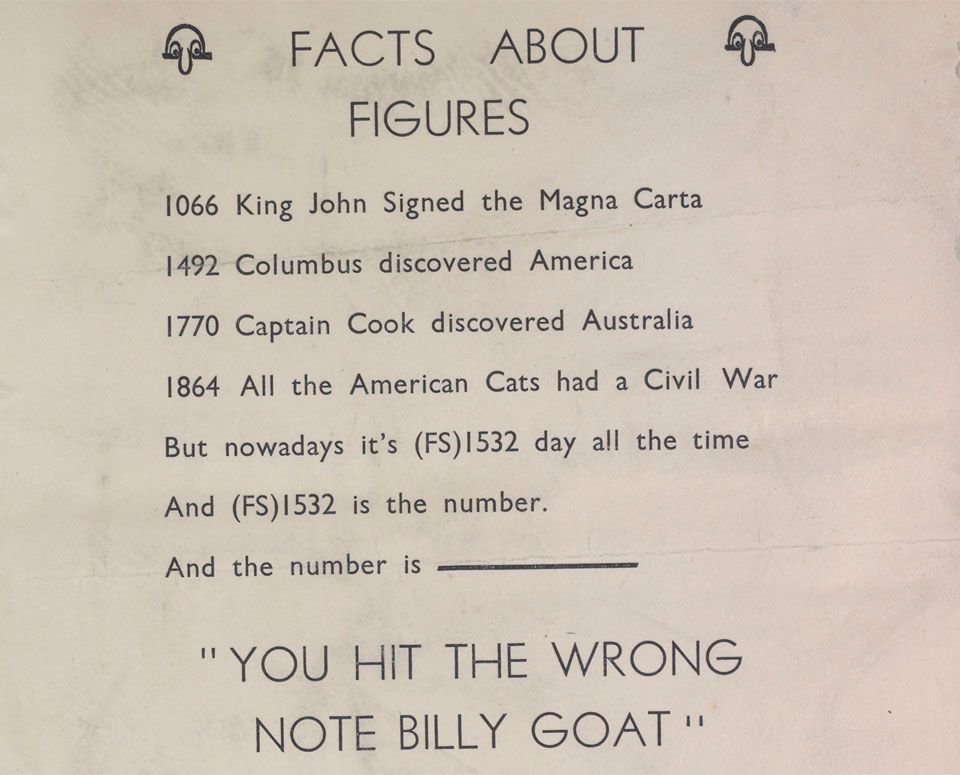 FACTS ABOUT
FIGURES
1066 King John Signed the Magna Carta
1492 Columbus discovered America
1770 Captain Cook discovered Australia
1864 All the American Cats had a Civil War
But nowadays it's (FS)1532 day all the time
And (FS)1532 is the number.
And the number is
"YOU HIT THE WRONG
NOTE BILLY GOAT"